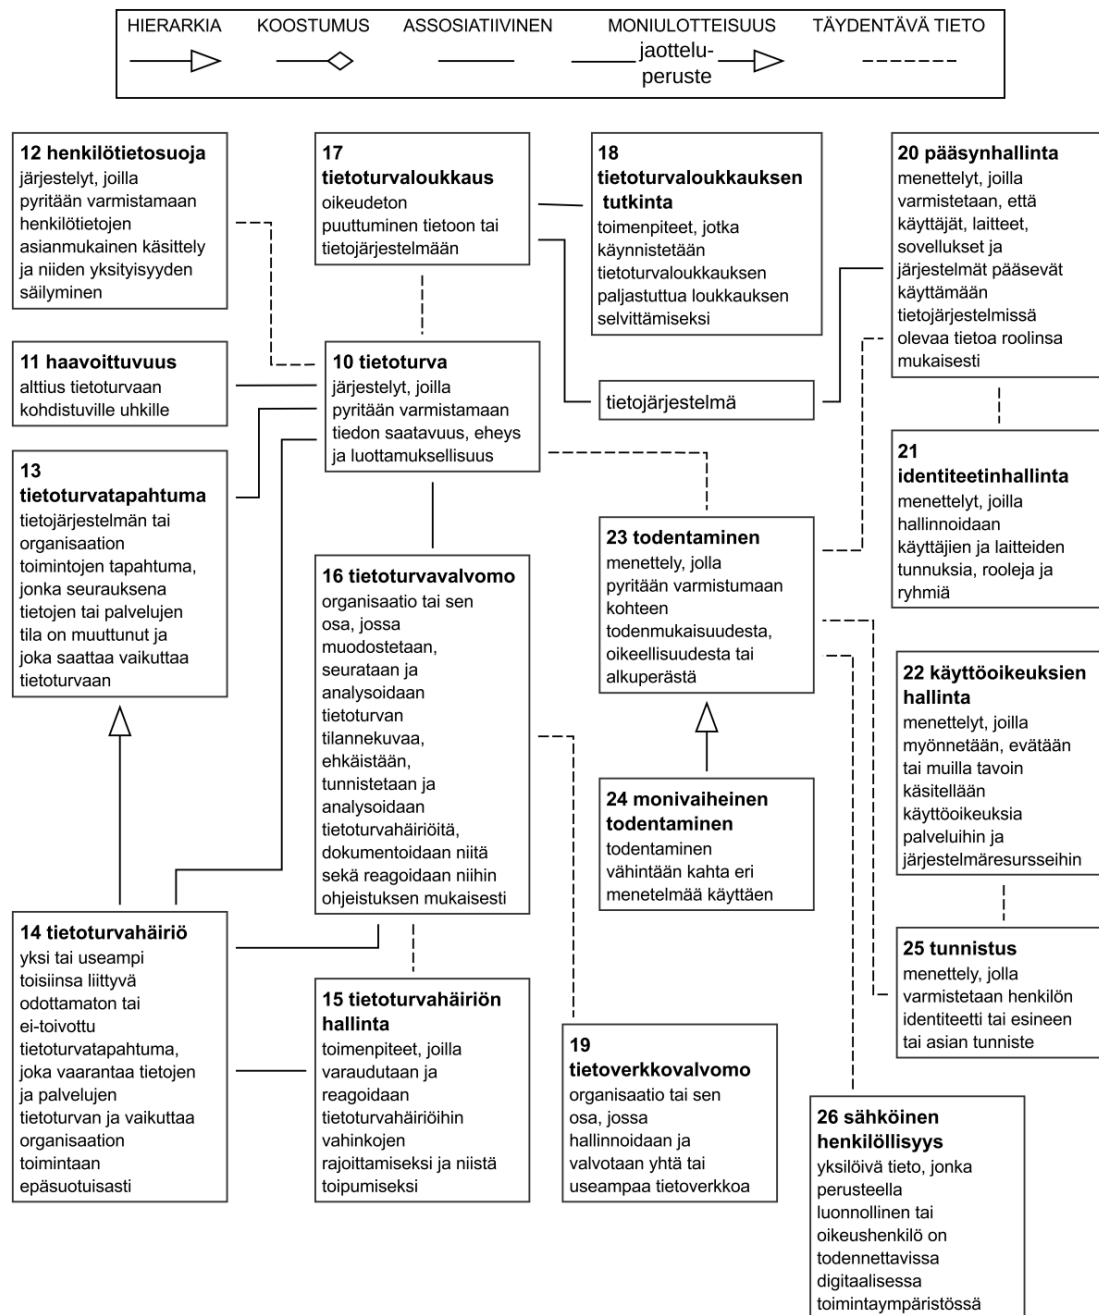 HIERARKIA
KOOSTUMUS
ASSOSIATIIVINEN
MONIULOTTEISUUS
TÄYDENTÄVÄ TIETO
jaottelu-
peruste
12 henkilötietosuoja
järjestelyt, joilla
pyritään varmistamaan
henkilötietojen
asianmukainen käsittely
ja niiden yksityisyyden
säilyminen
17
tietoturvaloukkaus
oikeudeton
puuttuminen tietoon tai
tietojärjestelmään
18
tietoturvaloukkauksen
tutkinta
toimenpiteet, jotka
käynnistetään
tietoturvaloukkauksen
paljastuttua loukkauksen
selvittämiseksi
20 pääsynhallinta
menettelyt, joilla
varmistetaan, että
käyttäjät, laitteet,
sovellukset ja
järjestelmät pääsevät
käyttämään
tietojärjestelmissä
olevaa tietoa roolinsa
mukaisesti
11 haavoittuvuus
alttius tietoturvaan
kohdistuville uhkille
10 tietoturva
järjestelyt, joilla
pyritään varmistamaan
tiedon saatavuus, eheys
ja luottamuksellisuus
tietojärjestelmä
13
tietoturvatapahtuma
tietojärjestelmän tai
organisaation
toimintojen tapahtuma,
jonka seurauksena
tietojen tai palvelujen
tila on muuttunut ja
joka saattaa vaikuttaa
tietoturvaan
21
identiteetinhallinta
menettelyt, joilla
hallinnoidaan
käyttäjien ja laitteiden
tunnuksia, rooleja ja
ryhmiä
16 tietoturvavalvomo
organisaatio tai sen
osa, jossa
muodostetaan,
seurataan ja
analysoidaan
tietoturvan
tilannekuvaa,
ehkäistään,
tunnistetaan ja
analysoidaan
tietoturvahäiriöitä,
dokumentoidaan niitä
sekä reagoidaan niihin
ohjeistuksen mukaisesti
23 todentaminen
menettely, jolla
pyritään varmistumaan
kohteen
todenmukaisuudesta,
oikeellisuudesta tai
alkuperästä
22 käyttöoikeuksien
hallinta
menettelyt, joilla
myönnetään, evätään
tai muilla tavoin
käsitellään
käyttöoikeuksia
palveluihin ja
järjestelmäresursseihin
24 monivaiheinen
todentaminen
todentaminen
vähintään kahta eri
menetelmää käyttäen
14 tietoturvahäiriö
yksi tai useampi
toisiinsa liittyvä
odottamaton tai
ei-toivottu
tietoturvatapahtuma,
joka vaarantaa tietojen
ja palvelujen
tietoturvan ja vaikuttaa
organisaation
toimintaan
epäsuotuisasti
15 tietoturvahäiriön
hallinta
toimenpiteet, joilla
varaudutaan ja
reagoidaan
tietoturvahäiriöihin
vahinkojen
rajoittamiseksi ja niistä
toipumiseksi
19
tietoverkkovalvomo
organisaatio tai sen
osa, jossa
hallinnoidaan ja
valvotaan yhtä tai
useampaa tietoverkkoa
25 tunnistus
menettely, jolla
varmistetaan henkilön
identiteetti tai esineen
tai asian tunniste
26 sähköinen
henkilöllisyys
yksilöivä tieto, jonka
perusteella
luonnollinen tai
oikeushenkilö on
todennettavissa
digitaalisessa
toimintaympäristössä